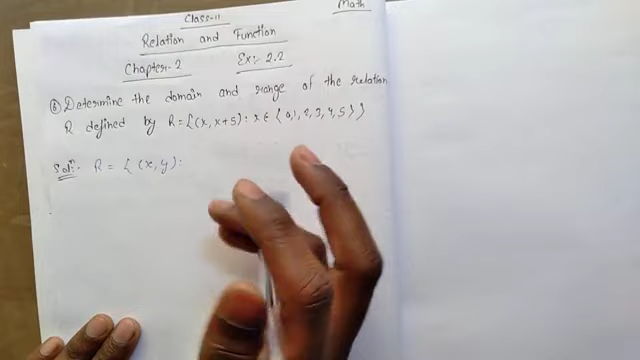 Class-11
Math
Relation and Function
Chapter-2 Ex:- 2.2
⑥ Determine the domain and range of the relation
R defined by R = {(x, x+5) : x ∈ {0,1,2,3,4,5}}
Solⁿ:- R = { (x, y):